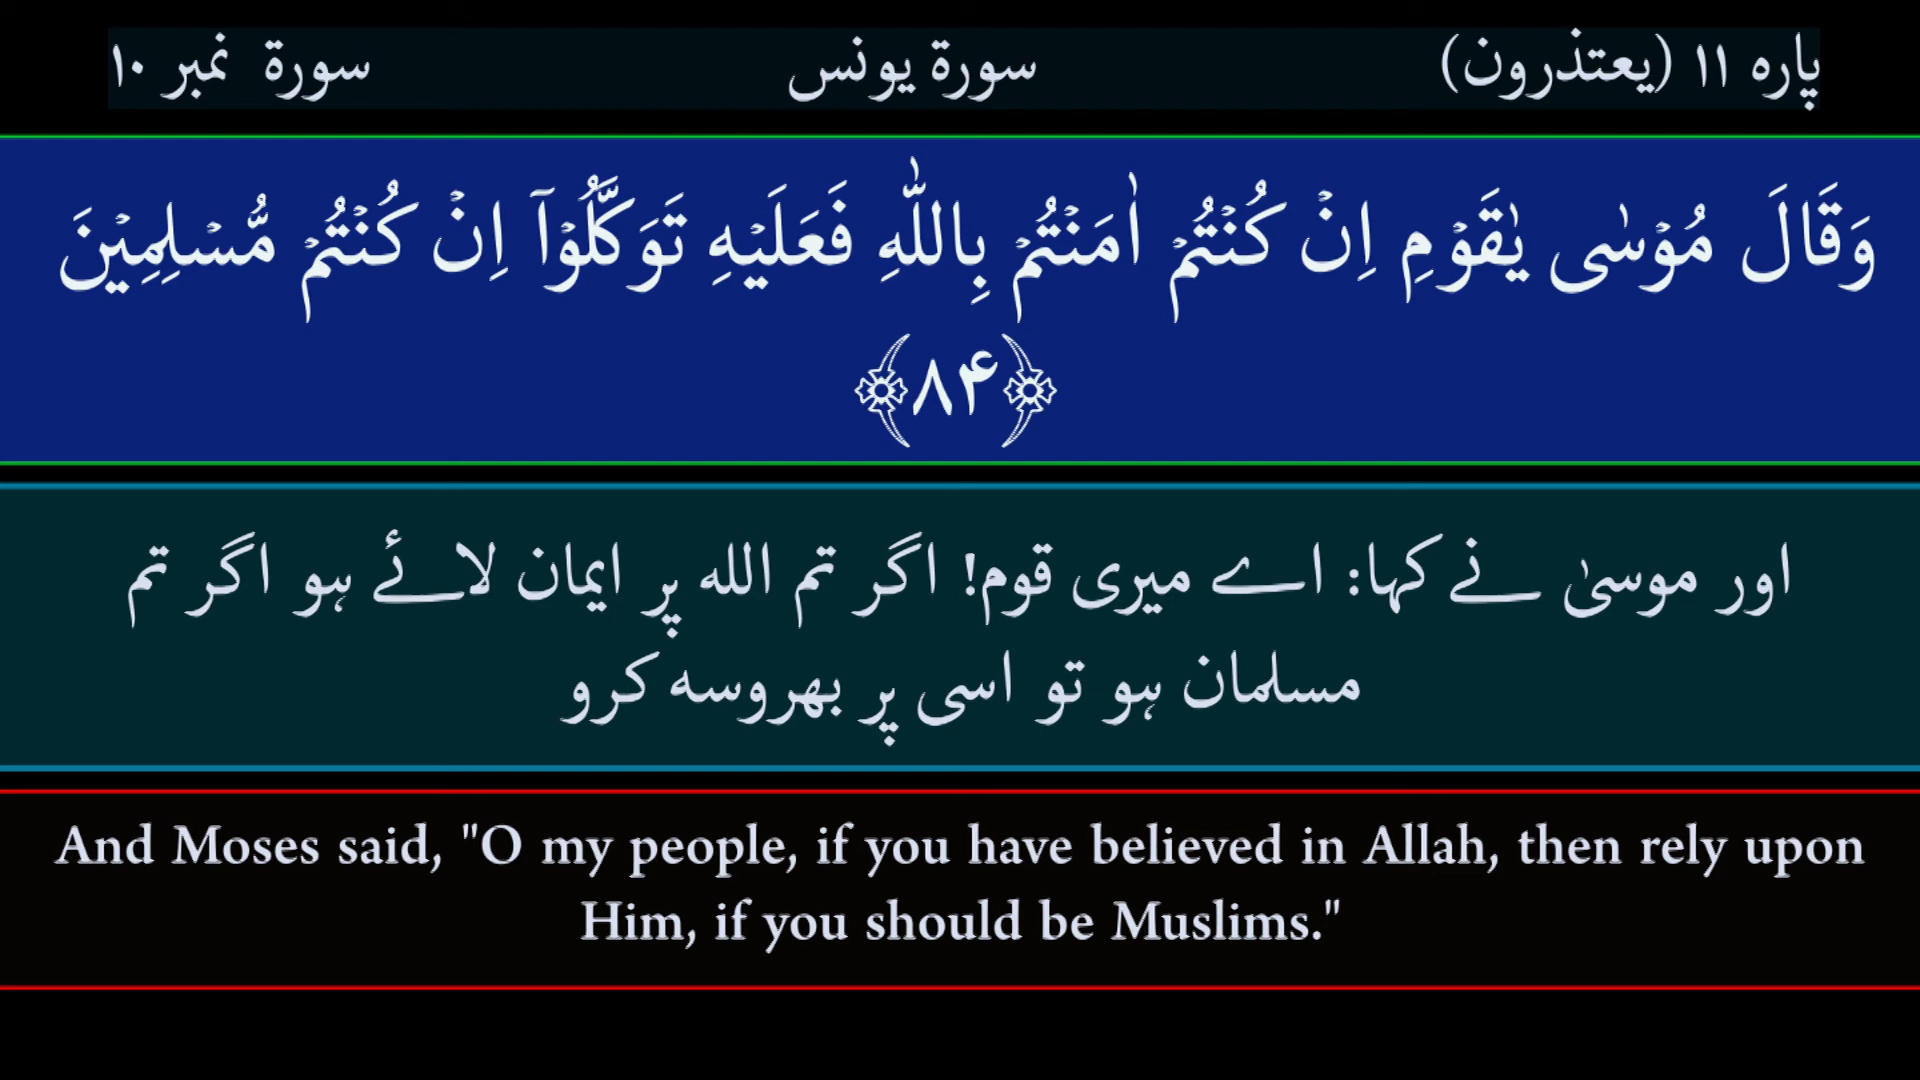 پارہ ۱۱ (یعتذرون) سورۃ یونس سورۃ نمبر ۱۰
وَقَالَ مُوۡسٰى يٰقَوۡمِ اِنۡ كُنۡتُمۡ اٰمَنۡتُمۡ بِاللّٰهِ فَعَلَيۡهِ تَوَكَّلُوۡاۤ اِنۡ كُنۡتُمۡ مُّسۡلِمِيۡنَ
﴿۸۴﴾
اور موسیٰ نے کہا: اے میری قوم! اگر تم الله پر ایمان لائے ہو اگر تم
مسلمان ہو تو اسی پر بھروسہ کرو
And Moses said, "O my people, if you have believed in Allah, then rely upon
Him, if you should be Muslims."